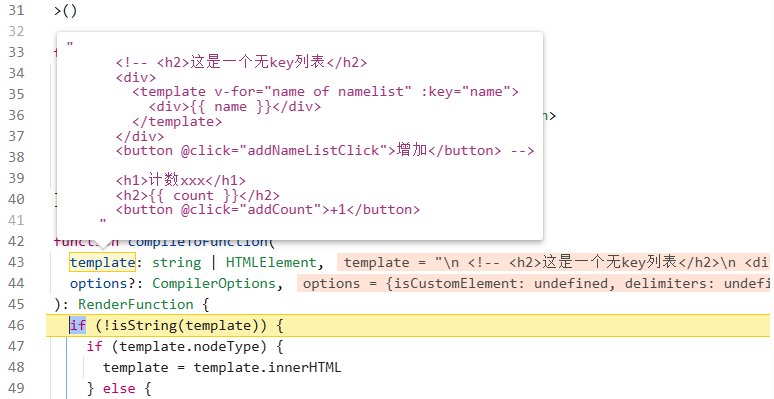 31 >()
32
33
"
<!-- <h2>这是一个无key列表</h2>
<div>
<template v-for="name of namelist" :key="name">
<div>{{ name }}</div>
</template>
</div>
<button @click="addNameListClick">增加</button> -->
<h1>计数xxx</h1>
<h2>{{ count }}</h2>
<button @click="addCount">+1</button>
"
34
35
36 >
37
38
39
40
41
42 function compileToFunction(
43 template: string | HTMLElement, template = "\n <!-- <h2>这是一个无key列表</h2>\n <div
44 options?: CompilerOptions, options = {isCustomElement: undefined, delimiters: undefi
45 ): RenderFunction {
46 if (!isString(template)) {
47 if (template.nodeType) {
48 template = template.innerHTML
49 } else {